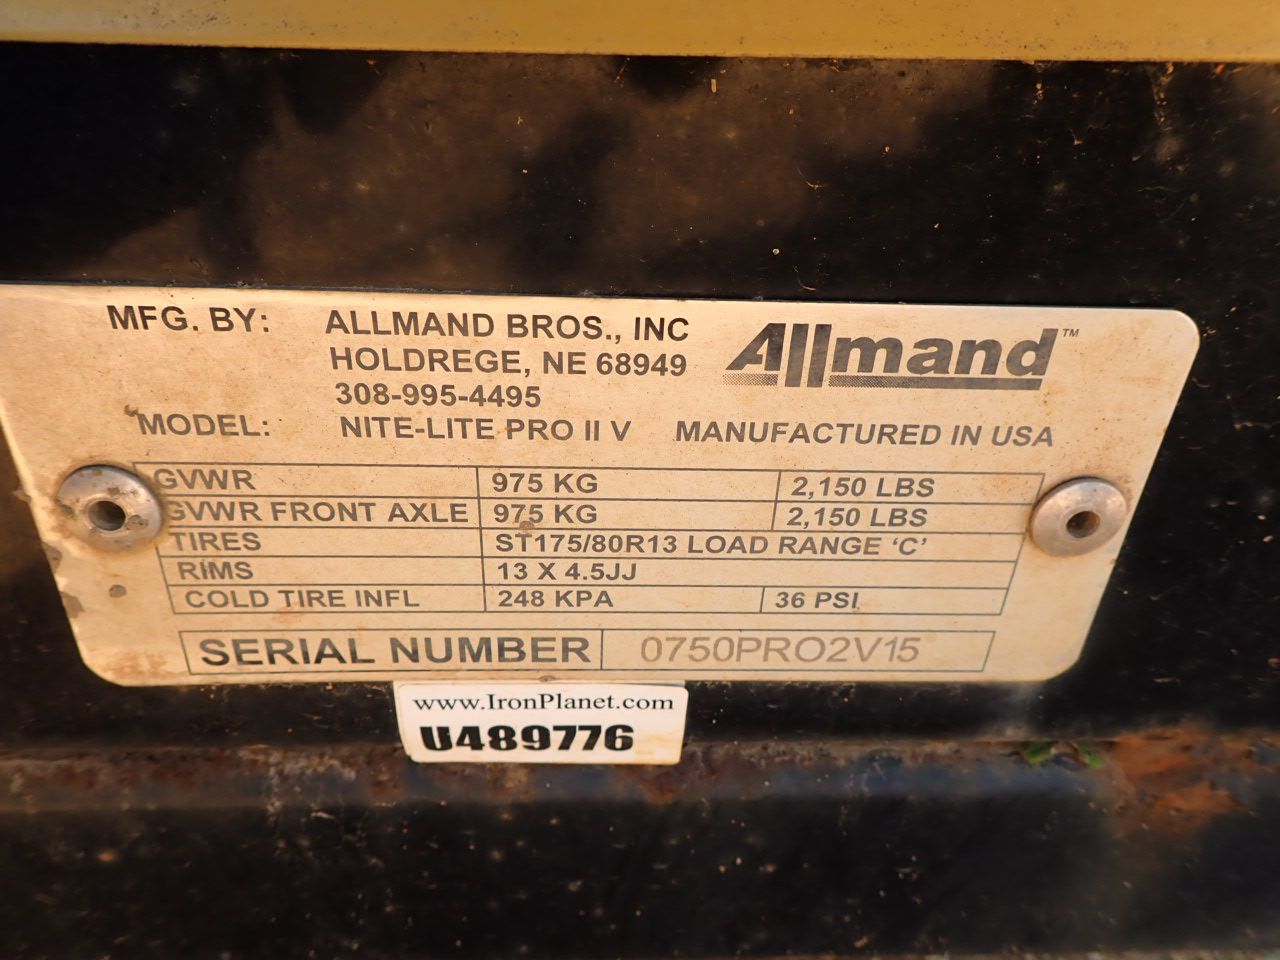 MFG. BY: ALLMAND BROS., INC
HOLDREGE, NE 68949
308-995-4495
Allmand™
MODEL: NITE-LITE PRO II V MANUFACTURED IN USA
GVWR 975 KG 2,150 LBS
GVWR FRONT AXLE 975 KG 2,150 LBS
TIRES ST175/80R13 LOAD RANGE ‘C’
RIMS 13 X 4.5JJ
COLD TIRE INFL 248 KPA 36 PSI
SERIAL NUMBER 0750PRO2V15
www.IronPlanet.com
U489776